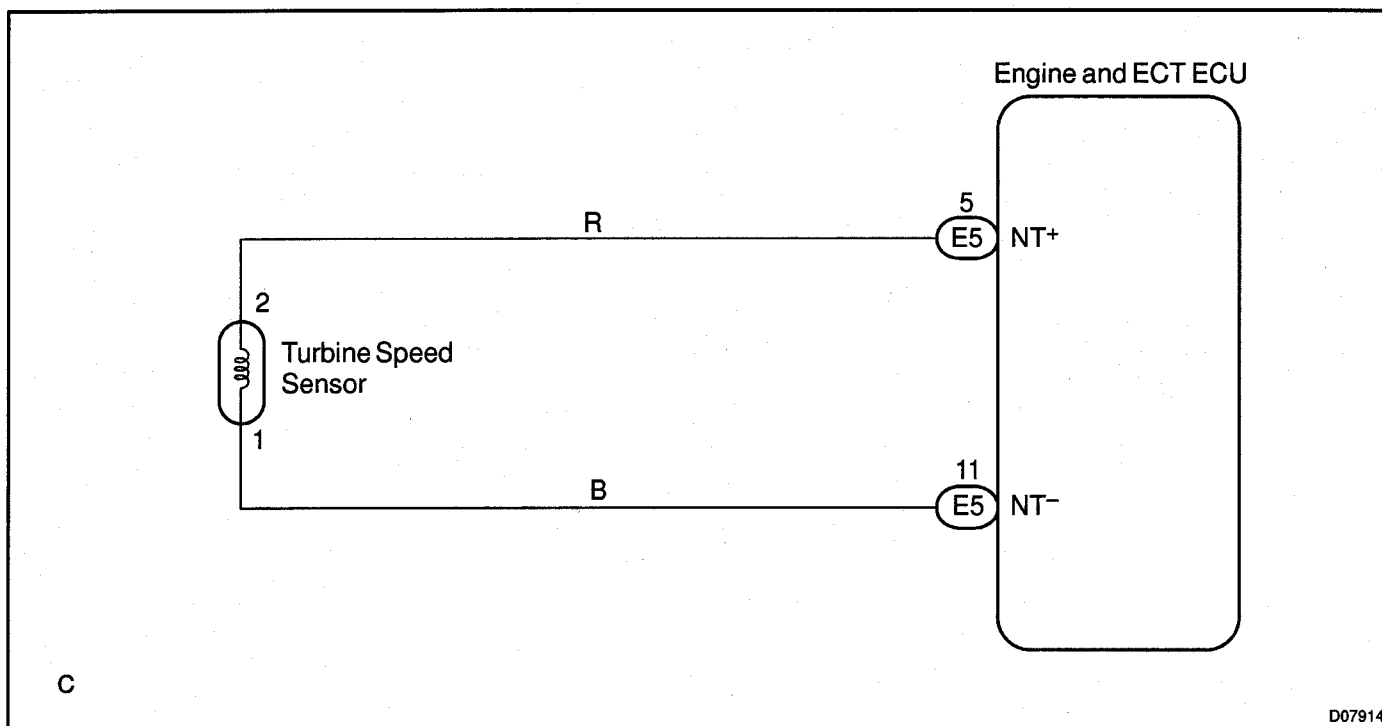 Engine and ECT ECU
5
R
E5
NT+
2
Turbine Speed
Sensor
1
11
B
E5
NT−
C
D07914